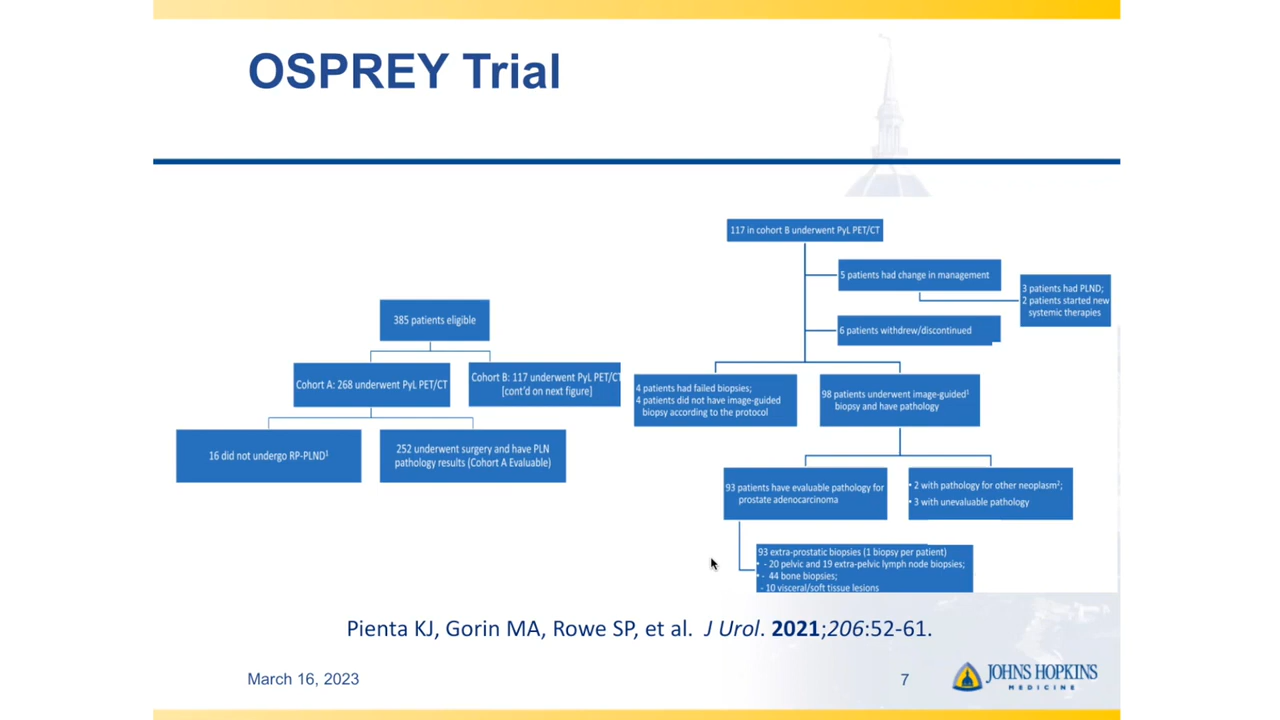 OSPREY Trial
385 patients eligible
Cohort A: 268 underwent PyL PET/CT
Cohort B: 117 underwent PyL PET/CT
[cont'd on next figure]
16 did not undergo RP-PLND¹
252 underwent surgery and have PLN
pathology results (Cohort A Evaluable)
117 in cohort B underwent PyL PET/CT
5 patients had change in management
3 patients had PLND;
2 patients started new
systemic therapies
6 patients withdrew/discontinued
4 patients had failed biopsies;
4 patients did not have image-guided
biopsy according to the protocol
98 patients underwent image-guided¹
biopsy and have pathology
93 patients have evaluable pathology for
prostate adenocarcinoma
• 2 with pathology for other neoplasm²;
• 3 with unevaluable pathology
93 extra-prostatic biopsies (1 biopsy per patient)
• - 20 pelvic and 19 extra-pelvic lymph node biopsies;
• - 44 bone biopsies;
- 10 visceral/soft tissue lesions
Pienta KJ, Gorin MA, Rowe SP, et al. J Urol. 2021;206:52-61.
March 16, 2023
7
JOHNS HOPKINS
MEDICINE